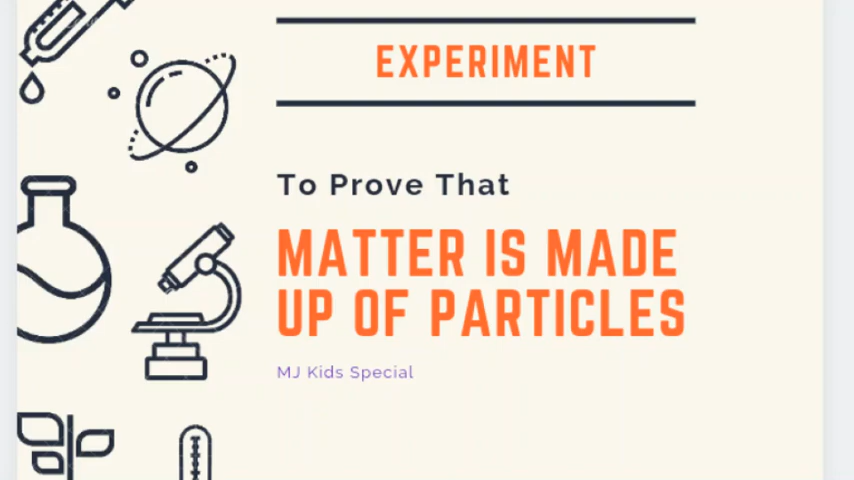 EXPERIMENT
To Prove That
MATTER IS MADE
UP OF PARTICLES
MJ Kids Special